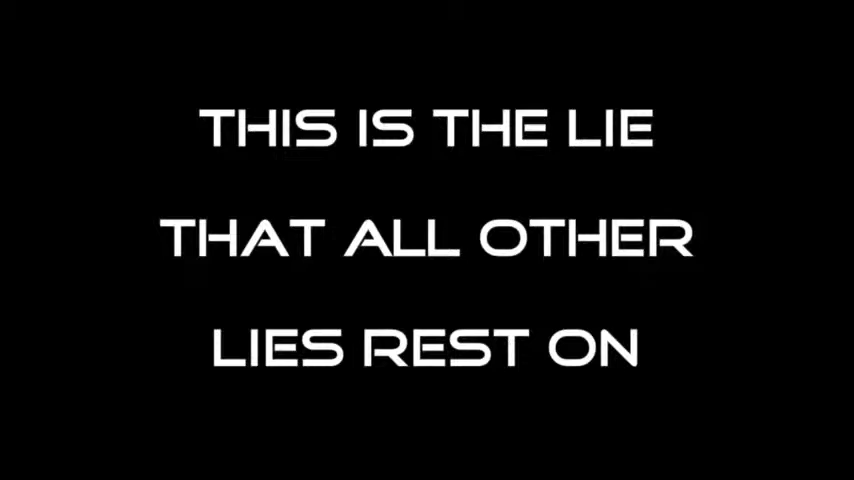 THIS IS THE LIE
THAT ALL OTHER
LIES REST ON